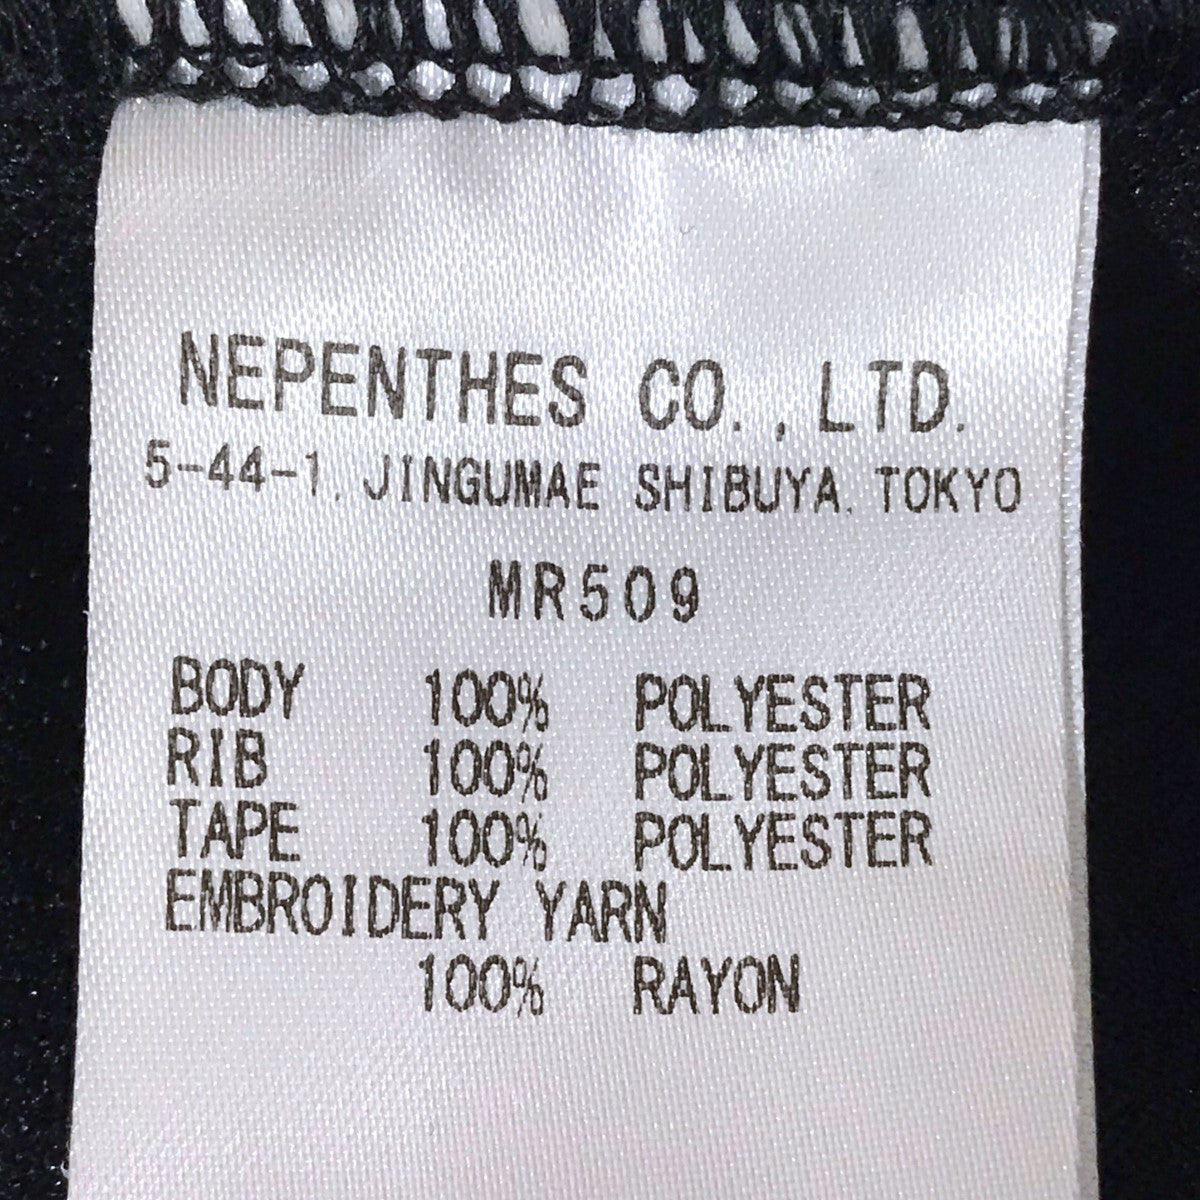 NEPENTHES CO.,LTD.
5-44-1, JINGUMAE SHIBUYA, TOKYO
MR509
BODY 100% POLYESTER
RIB 100% POLYESTER
TAPE 100% POLYESTER
EMBROIDERY YARN
100% RAYON